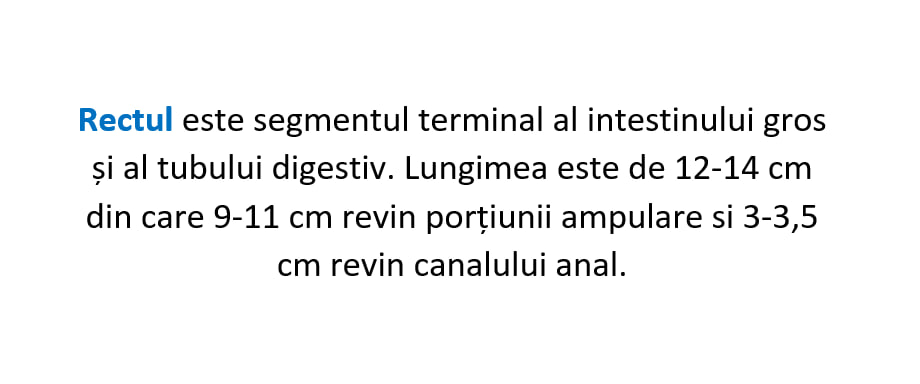 Rectul este segmentul terminal al intestinului gros
și al tubului digestiv. Lungimea este de 12-14 cm
din care 9-11 cm revin porțiunii ampulare si 3-3,5
cm revin canalului anal.